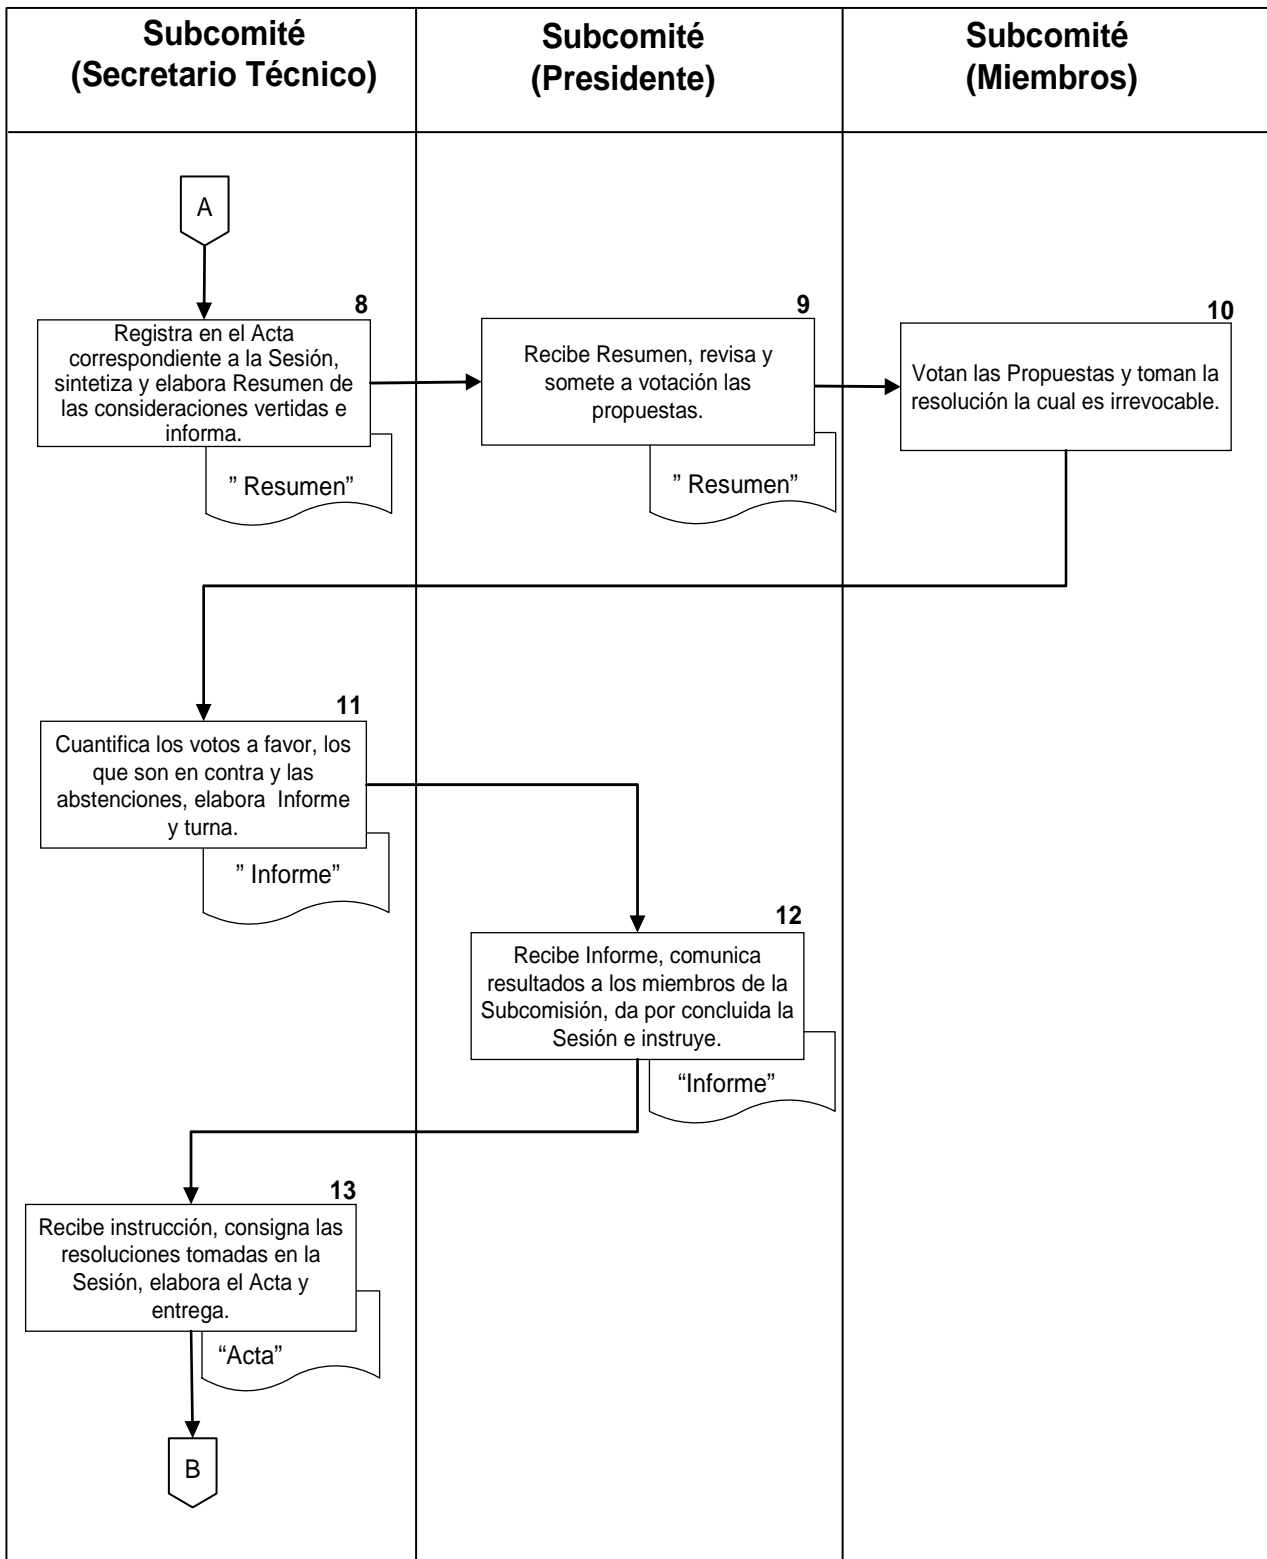 Subcomité
(Secretario Técnico)
Subcomité
(Presidente)
Subcomité
(Miembros)
A
8
Registra en el Acta
correspondiente a la Sesión,
sintetiza y elabora Resumen de
las consideraciones vertidas e
informa.
” Resumen”
9
Recibe Resumen, revisa y
somete a votación las
propuestas.
” Resumen”
10
Votan las Propuestas y toman la
resolución la cual es irrevocable.
11
Cuantifica los votos a favor, los
que son en contra y las
abstenciones, elabora  Informe
y turna.
” Informe”
12
Recibe Informe, comunica
resultados a los miembros de la
Subcomisión, da por concluida la
Sesión e instruye.
“Informe”
13
Recibe instrucción, consigna las
resoluciones tomadas en la
Sesión, elabora el Acta y
entrega.
“Acta”
B